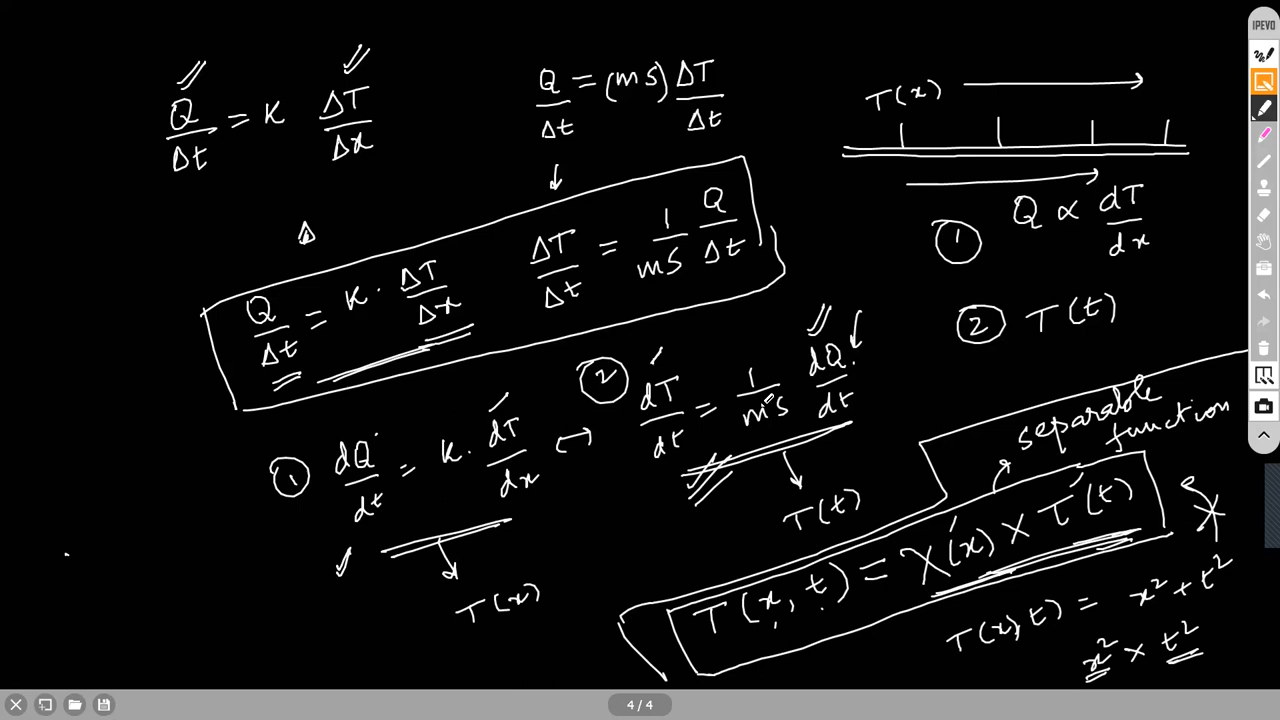 Q/Δt = K ΔT/Δx
Q/Δt = (mS) ΔT/Δt
T(x)
Q/Δt = K · ΔT/Δx
ΔT/Δt = 1/mS Q/Δt
① Q ∝ dT/dx
② T(t)
① dQ/dt = K · dT/dx ↔ ② dT/dt = 1/mS dQ/dt
T(x)
T(t)
separable
function
T(x, t) = X(x) × T(t)
T(x, t) = x² + t²
x² × t²
IPEVO
4 / 4